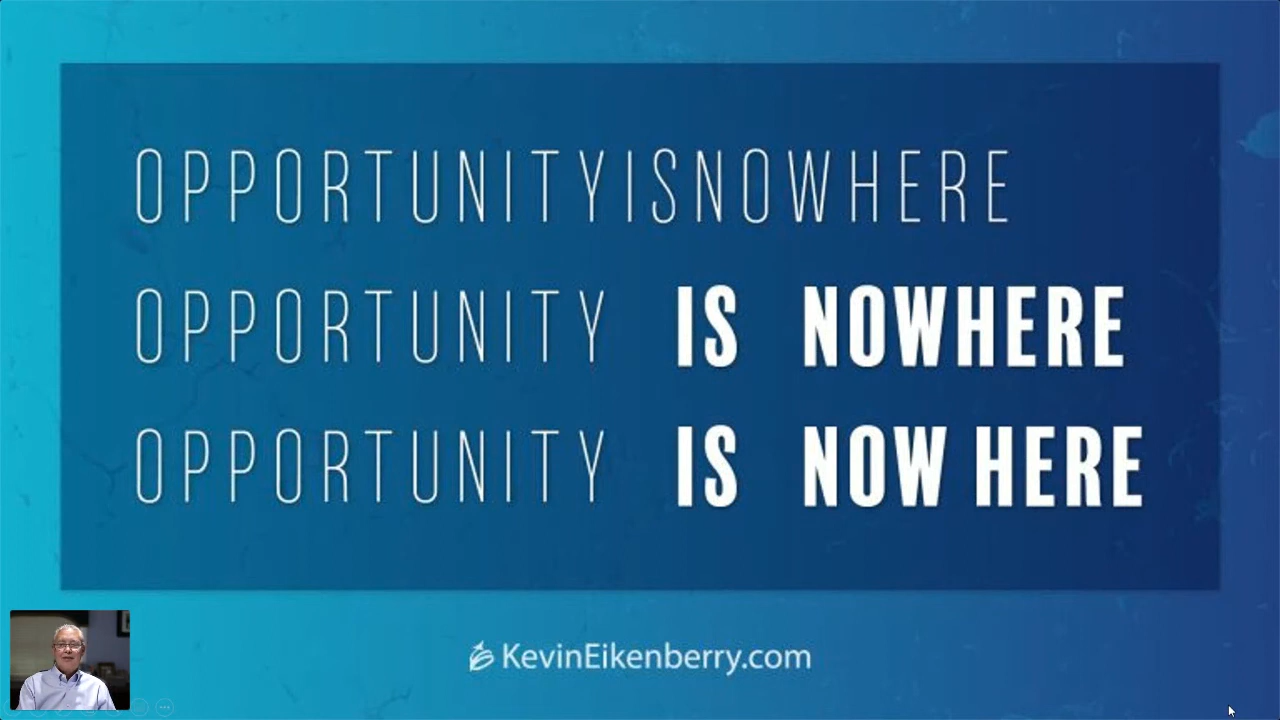 OPPORTUNITYISNOWHERE
OPPORTUNITY IS NOWHERE
OPPORTUNITY IS NOW HERE
KevinEikenberry.com